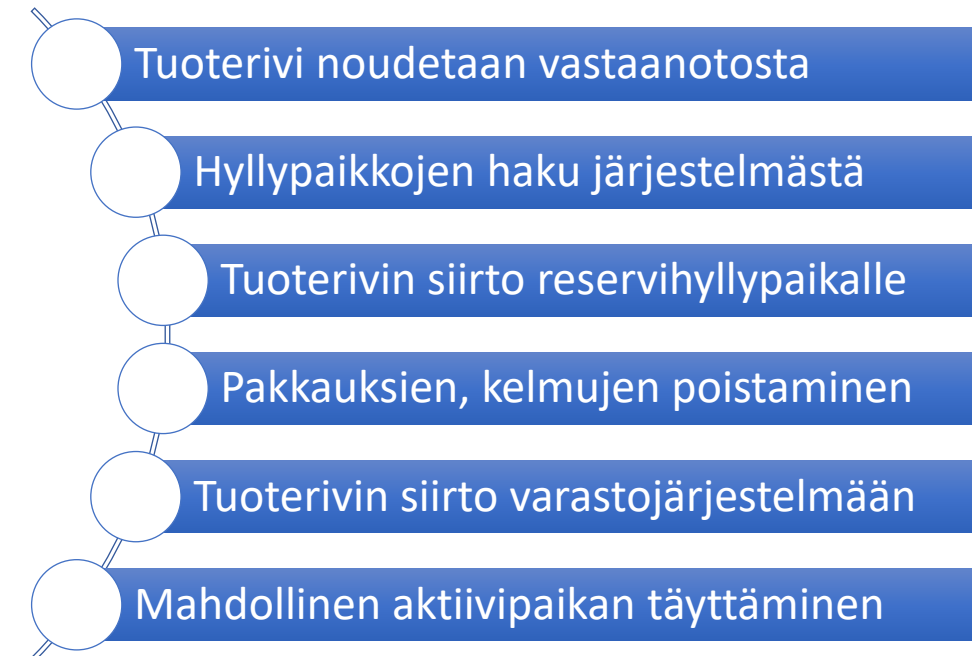 Tuoterivi noudetaan vastaanotosta
Hyllypaikkojen haku järjestelmästä
Tuoterivin siirto reservihyllypaikalle
Pakkauksien, kelmujen poistaminen
Tuoterivin siirto varastojärjestelmään
Mahdollinen aktiivipaikan täyttäminen